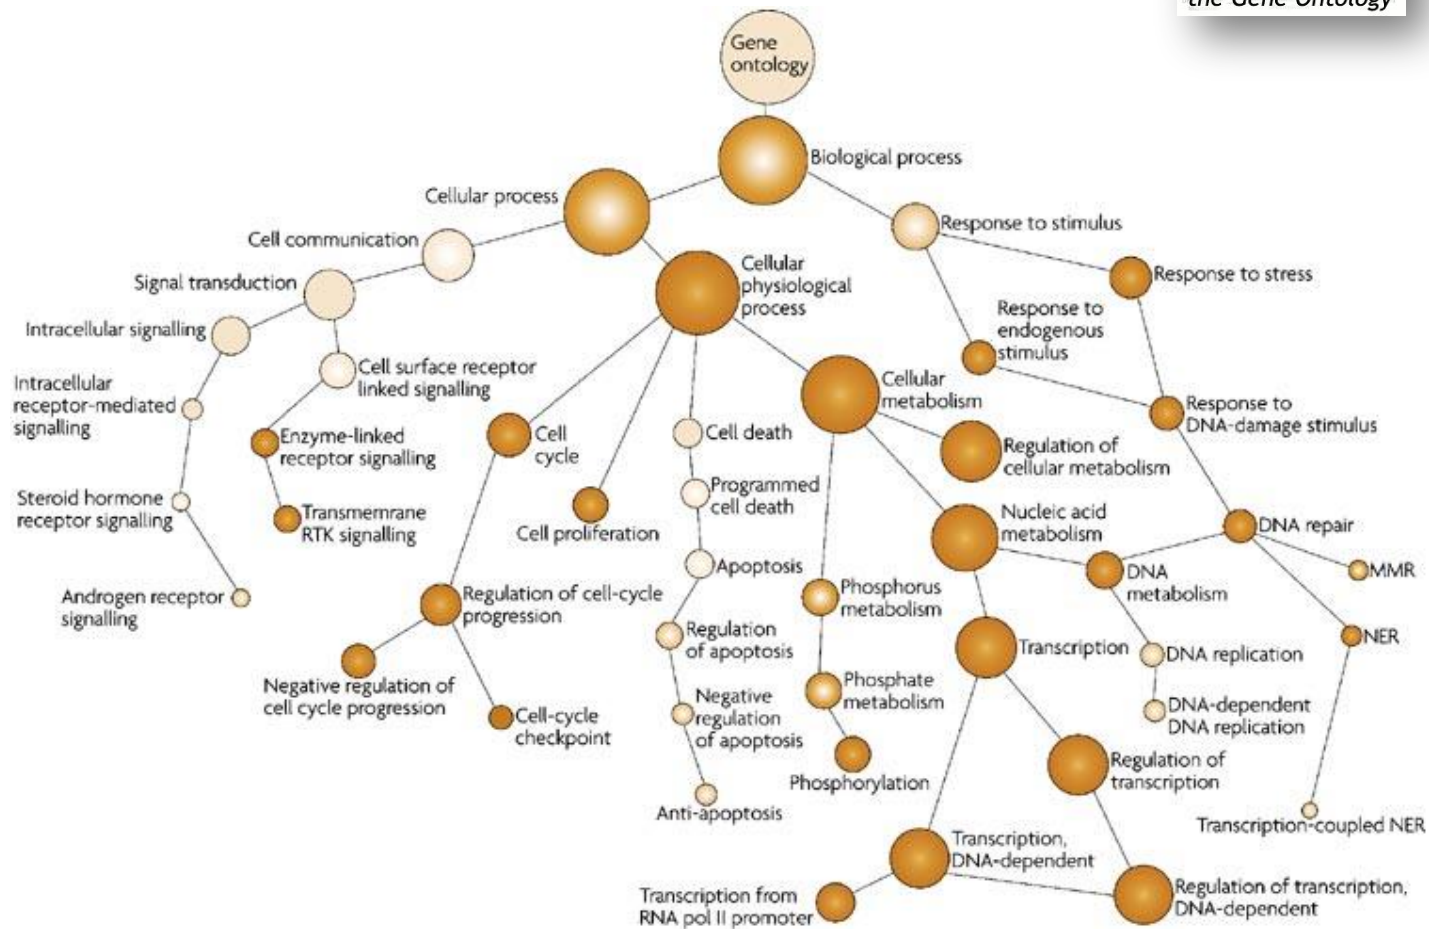 the Gene Ontology
Gene
ontology
Biological process
Cellular process
Response to stimulus
Cell communication
Signal transduction
Cellular
physiological
process
Response to stress
Intracellular signalling
Response to
endogenous
stimulus
Cell surface receptor
linked signalling
Intracellular
receptor-mediated
signalling
Cellular
metabolism
Response to
DNA-damage stimulus
Enzyme-linked
receptor signalling
Cell
cycle
Cell death
Regulation of
cellular metabolism
Steroid hormone
receptor signalling
Transmemrane
RTK signalling
Cell proliferation
Programmed
cell death
Nucleic acid
metabolism
DNA repair
Apoptosis
MMR
DNA
metabolism
Androgen receptor
signalling
Regulation of cell-cycle
progression
Phosphorus
metabolism
Regulation
of apoptosis
Transcription
DNA replication
NER
Negative regulation of
cell cycle progression
Cell-cycle
checkpoint
Negative
regulation
of apoptosis
Phosphate
metabolism
DNA-dependent
DNA replication
Phosphorylation
Regulation of
transcription
Anti-apoptosis
Transcription-coupled NER
Transcription,
DNA-dependent
Transcription from
RNA pol II promoter
Regulation of transcription,
DNA-dependent